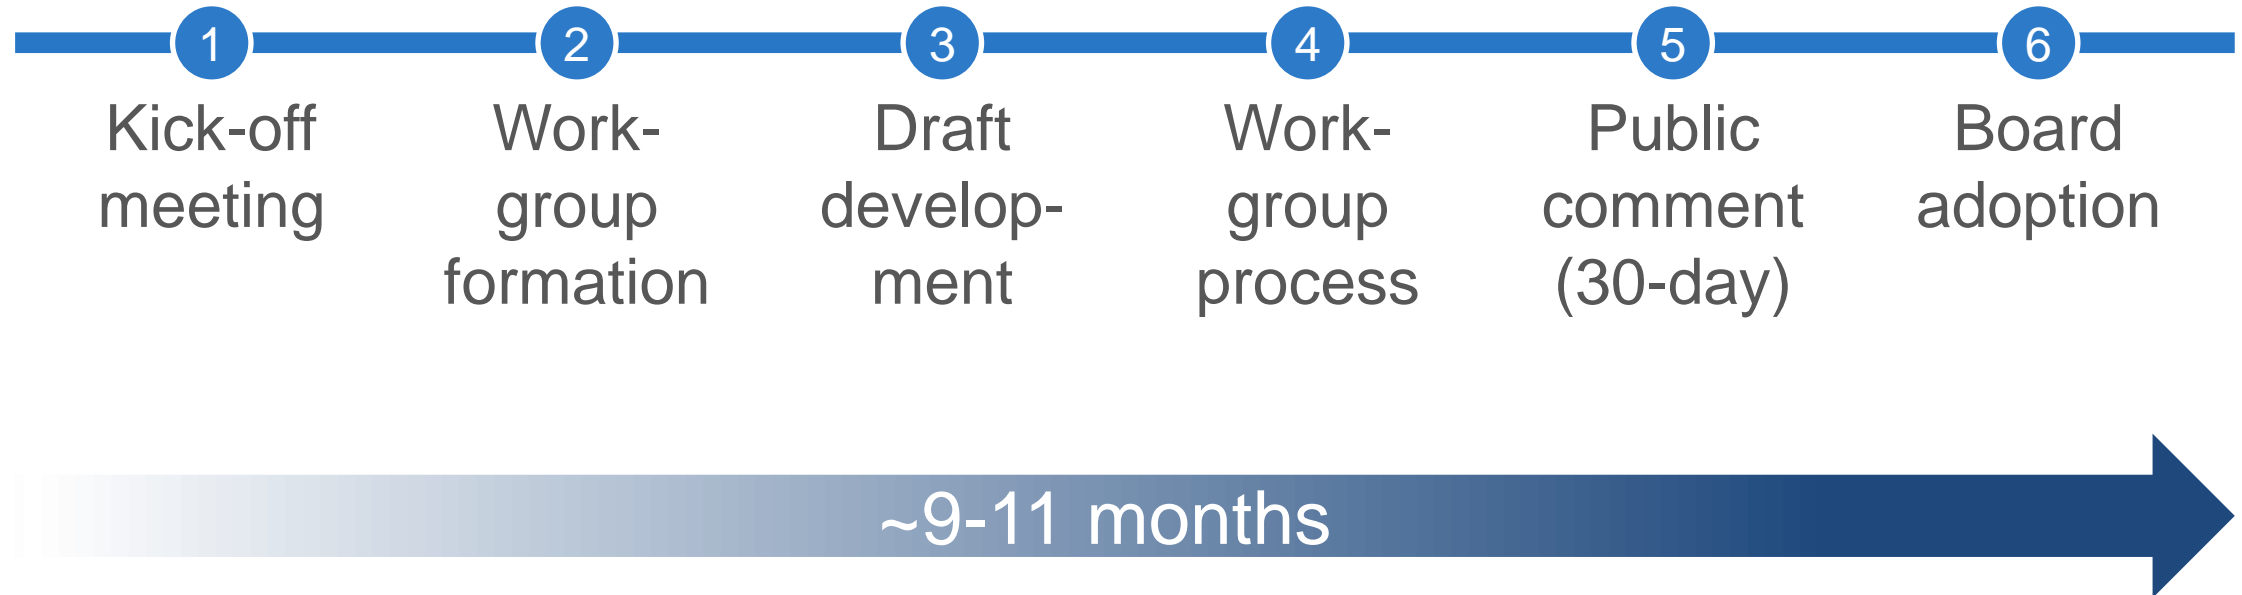 1 2 3 4 5 6
Kick-off
meeting
Work-
group
formation
Draft
develop-
ment
Work-
group
process
Public
comment
(30-day)
Board
adoption
~9-11 months